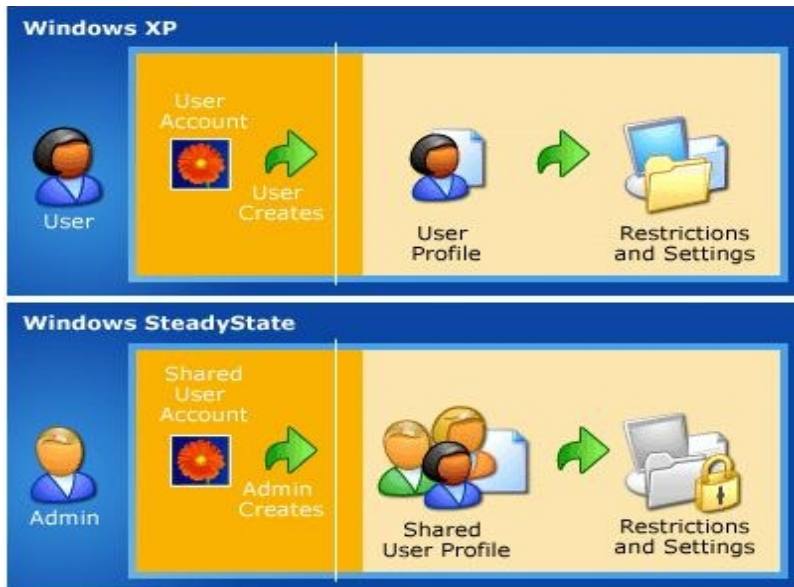 Windows XP
User
Account
User
Creates
User
User
Profile
Restrictions
and Settings
Windows SteadyState
Shared
User
Account
Admin
Creates
Admin
Shared
User Profile
Restrictions
and Settings